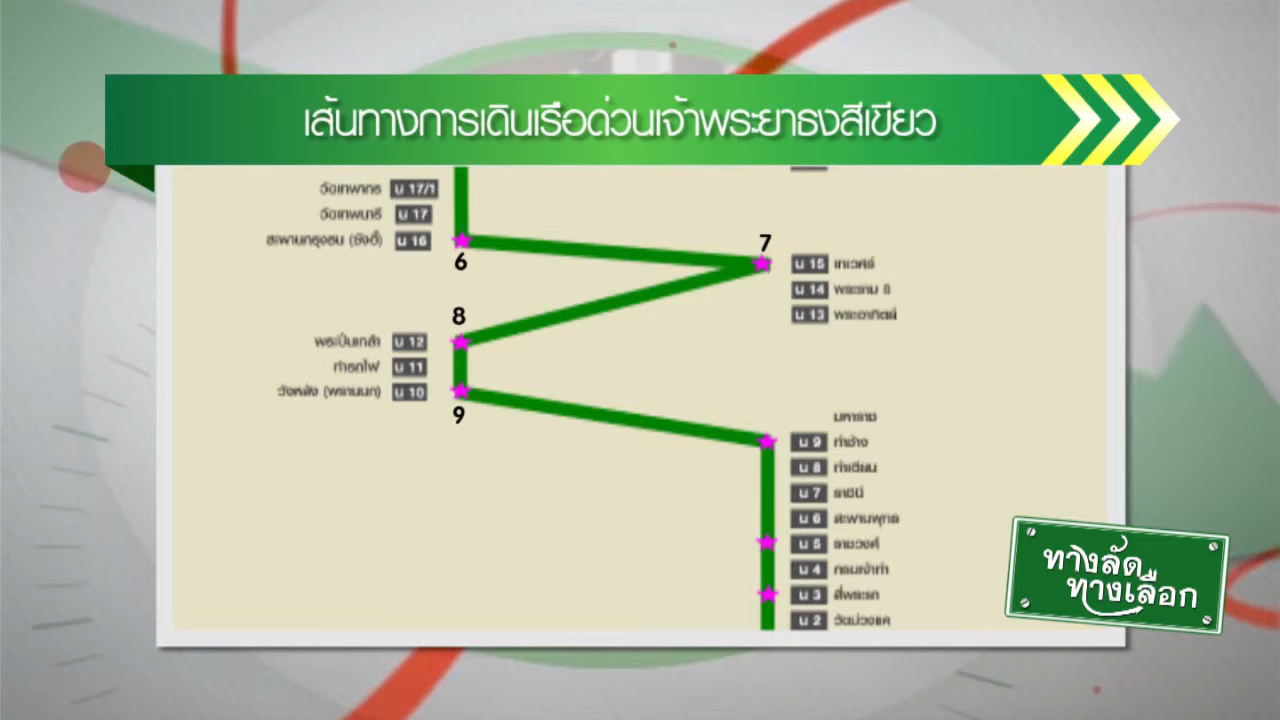 เส้นทางการเดินเรือด่วนเจ้าพระยาธงสีเขียว
วัดเทพากร น 17/1
วัดเทพนารี น 17
สะพานกรุงธน (ซังฮี้) น 16
6
7
น 15 เทเวศร์
น 14 พระราม 8
น 13 พระอาทิตย์
8
พระปิ่นเกล้า น 12
ท่ารถไฟ น 11
วังหลัง (พรานนก) น 10
9
มหาราช
น 9 ท่าช้าง
น 8 ท่าเตียน
น 7 ราชินี
น 6 สะพานพุทธ
น 5 ราชวงศ์
น 4 กรมเจ้าท่า
น 3 สี่พระยา
น 2 วัดม่วงแค
ทางลัด
ทางเลือก